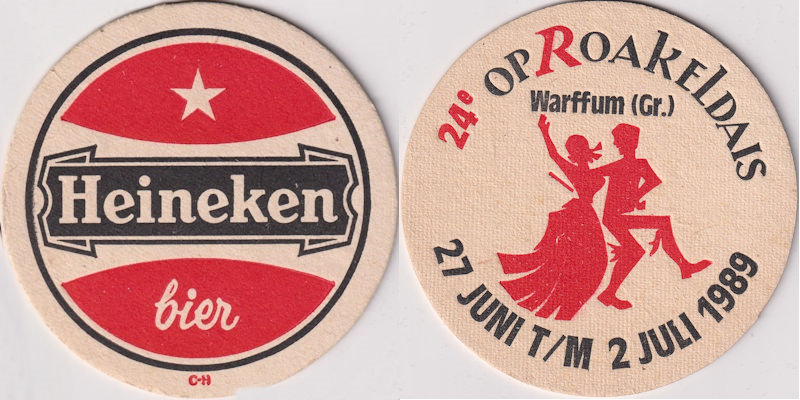 Heineken
bier
C-H
24e OPROAKELDAIS
Warffum (Gr.)
27 JUNI T/M 2 JULI 1989